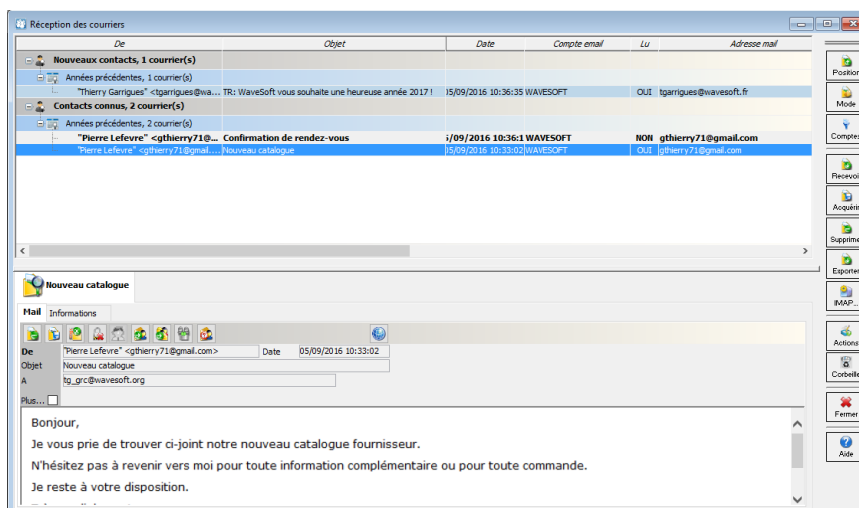 Réception des courriers
De Objet Date Compte email Lu Adresse mail
Nouveaux contacts, 1 courrier(s)
Années précédentes, 1 courrier(s)
"Thierry Garrigues" <tgarrigues@wa... TR: WaveSoft vous souhaite une heureuse année 2017 ! 05/09/2016 10:36:35 WAVESOFT OUI tgarrigues@wavesoft.fr
Contacts connus, 2 courrier(s)
Années précédentes, 2 courrier(s)
"Pierre Lefevre" <gthierry71@... Confirmation de rendez-vous /09/2016 10:36:1 WAVESOFT NON gthierry71@gmail.com
"Pierre Lefevre" <gthierry71@gmail.... Nouveau catalogue 05/09/2016 10:33:02 WAVESOFT OUI gthierry71@gmail.com
Position
Mode
Comptes
Recevoi
Acquérir
Supprime
Exporter
IMAP...
Actions
Corbeille
Fermer
Aide
Nouveau catalogue
Mail Informations
De "Pierre Lefevre" <gthierry71@gmail.com> Date 05/09/2016 10:33:02
Objet Nouveau catalogue
A tg_grc@wavesoft.org
Plus...
Bonjour,
Je vous prie de trouver ci-joint notre nouveau catalogue fournisseur.
N'hésitez pas à revenir vers moi pour toute information complémentaire ou pour toute commande.
Je reste à votre disposition.